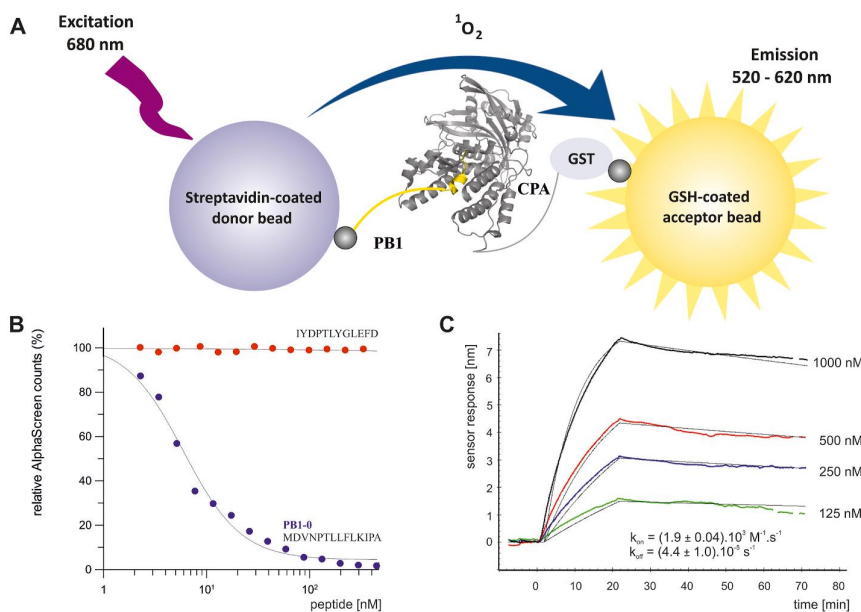 A
Excitation
680 nm
¹O₂
Emission
520 - 620 nm
Streptavidin-coated
donor bead
PB1
CPA
GST
GSH-coated
acceptor bead
B
relative AlphaScreen counts (%)
100
80
60
40
20
0
IYDPTLYGLEFD
PB1-0
MDVNPTLLFLKIPA
1
10¹
10²
peptide [nM]
C
sensor response [nm]
7
6
5
4
3
2
1
0
1000 nM
500 nM
250 nM
125 nM
k_on = (1.9 ± 0.04).10³ M⁻¹.s⁻¹
k_off = (4.4 ± 1.0).10⁻⁵ s⁻¹
0
10
20
30
40
50
60
70
80
time [min]